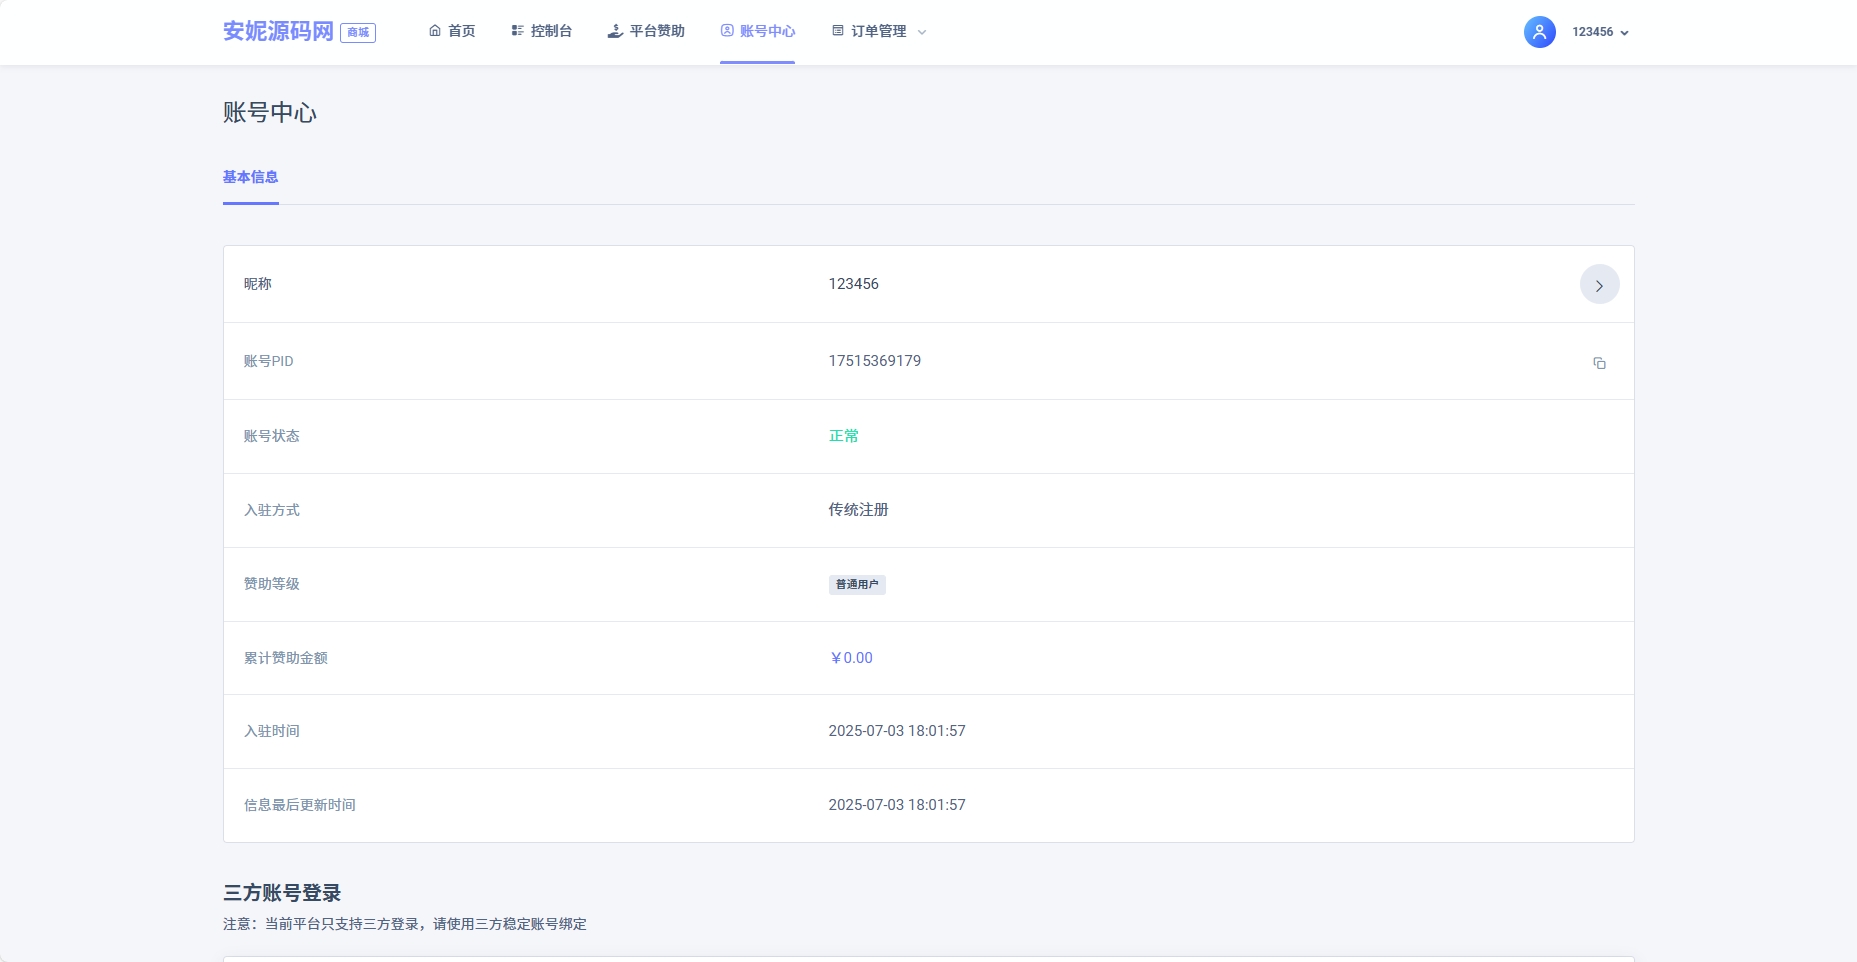 安妮源码网 商城 首页 控制台 平台赞助 账号中心 订单管理 123456
账号中心
基本信息
昵称 123456
账号PID 17515369179
账号状态 正常
入驻方式 传统注册
赞助等级 普通用户
累计赞助金额 ￥0.00
入驻时间 2025-07-03 18:01:57
信息最后更新时间 2025-07-03 18:01:57
三方账号登录
注意：当前平台只支持三方登录，请使用三方稳定账号绑定